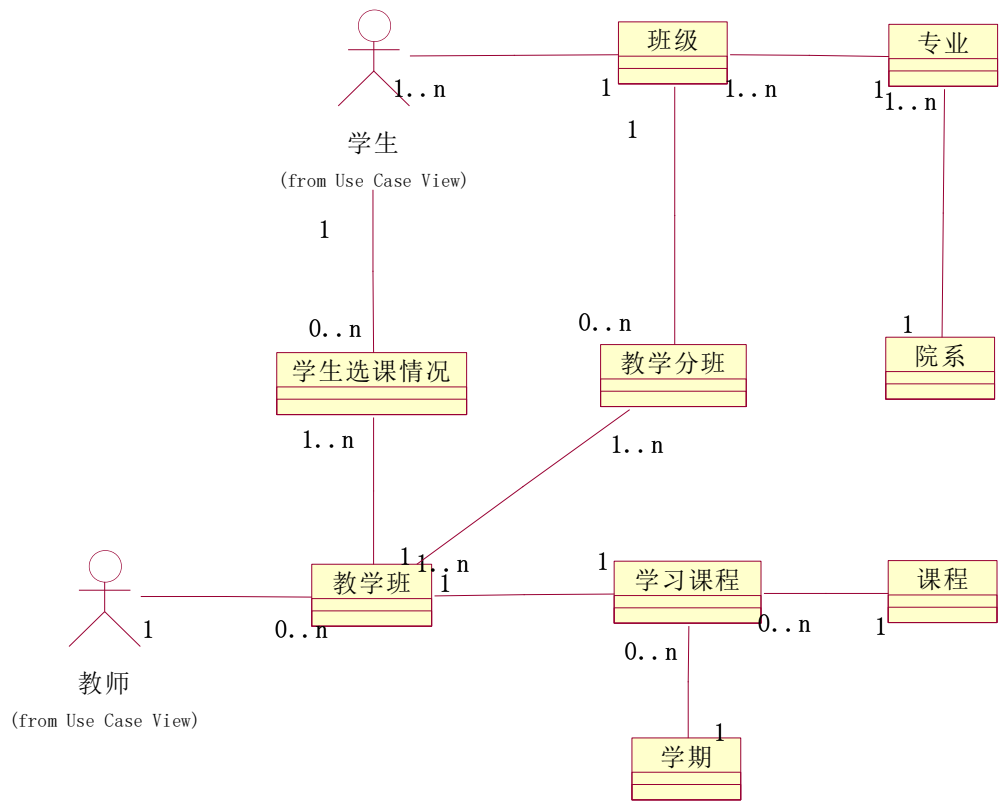 班级
专业
1..n
1
1..n
1
1..n
1
学生
(from Use Case View)
1
0..n
0..n
1
学生选课情况
教学分班
院系
1..n
1..n
1
1..n
1
1
教学班
学习课程
课程
1
0..n
0..n
1
0..n
教师
(from Use Case View)
1
学期